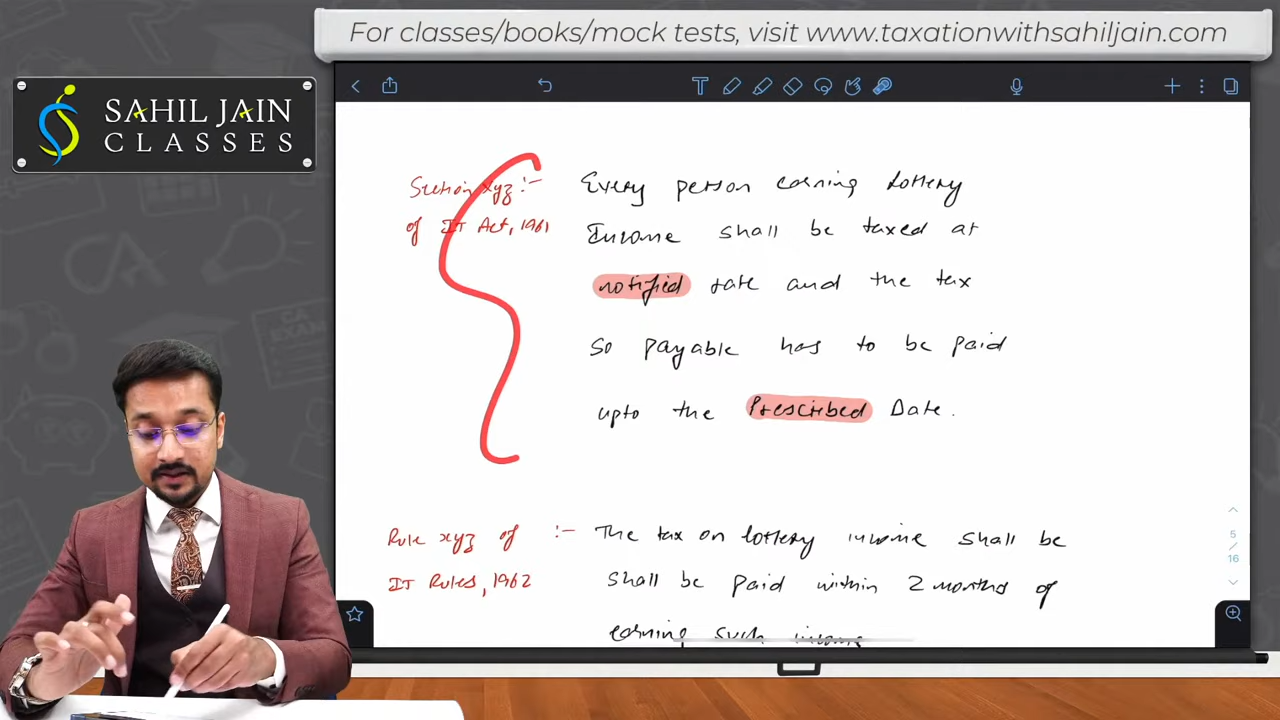 For classes/books/mock tests, visit www.taxationwithsahiljain.com
SAHIL JAIN
CLASSES
Section xyz :-
of IT Act, 1961
Every person earning lottery
Income shall be taxed at
notified rate and the tax
so payable has to be paid
upto the Prescribed Date.
Rule xyz of :-
IT Rules, 1962
The tax on lottery income shall be
shall be paid within 2 months of
earning such income
5
/
16